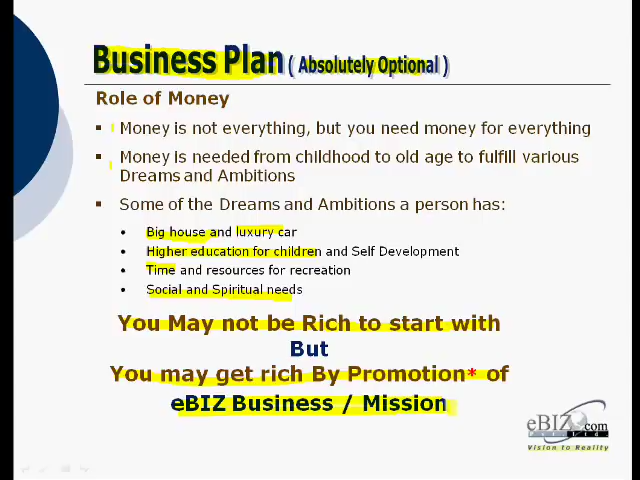 Business Plan ( Absolutely Optional )
Role of Money
Money is not everything, but you need money for everything
Money is needed from childhood to old age to fulfill various
Dreams and Ambitions
Some of the Dreams and Ambitions a person has:
Big house and luxury car
Higher education for children and Self Development
Time and resources for recreation
Social and Spiritual needs
You May not be Rich to start with
But
You may get rich By Promotion* of
eBIZ Business / Mission
eBIZ.com
Pvt Ltd
Vision to Reality